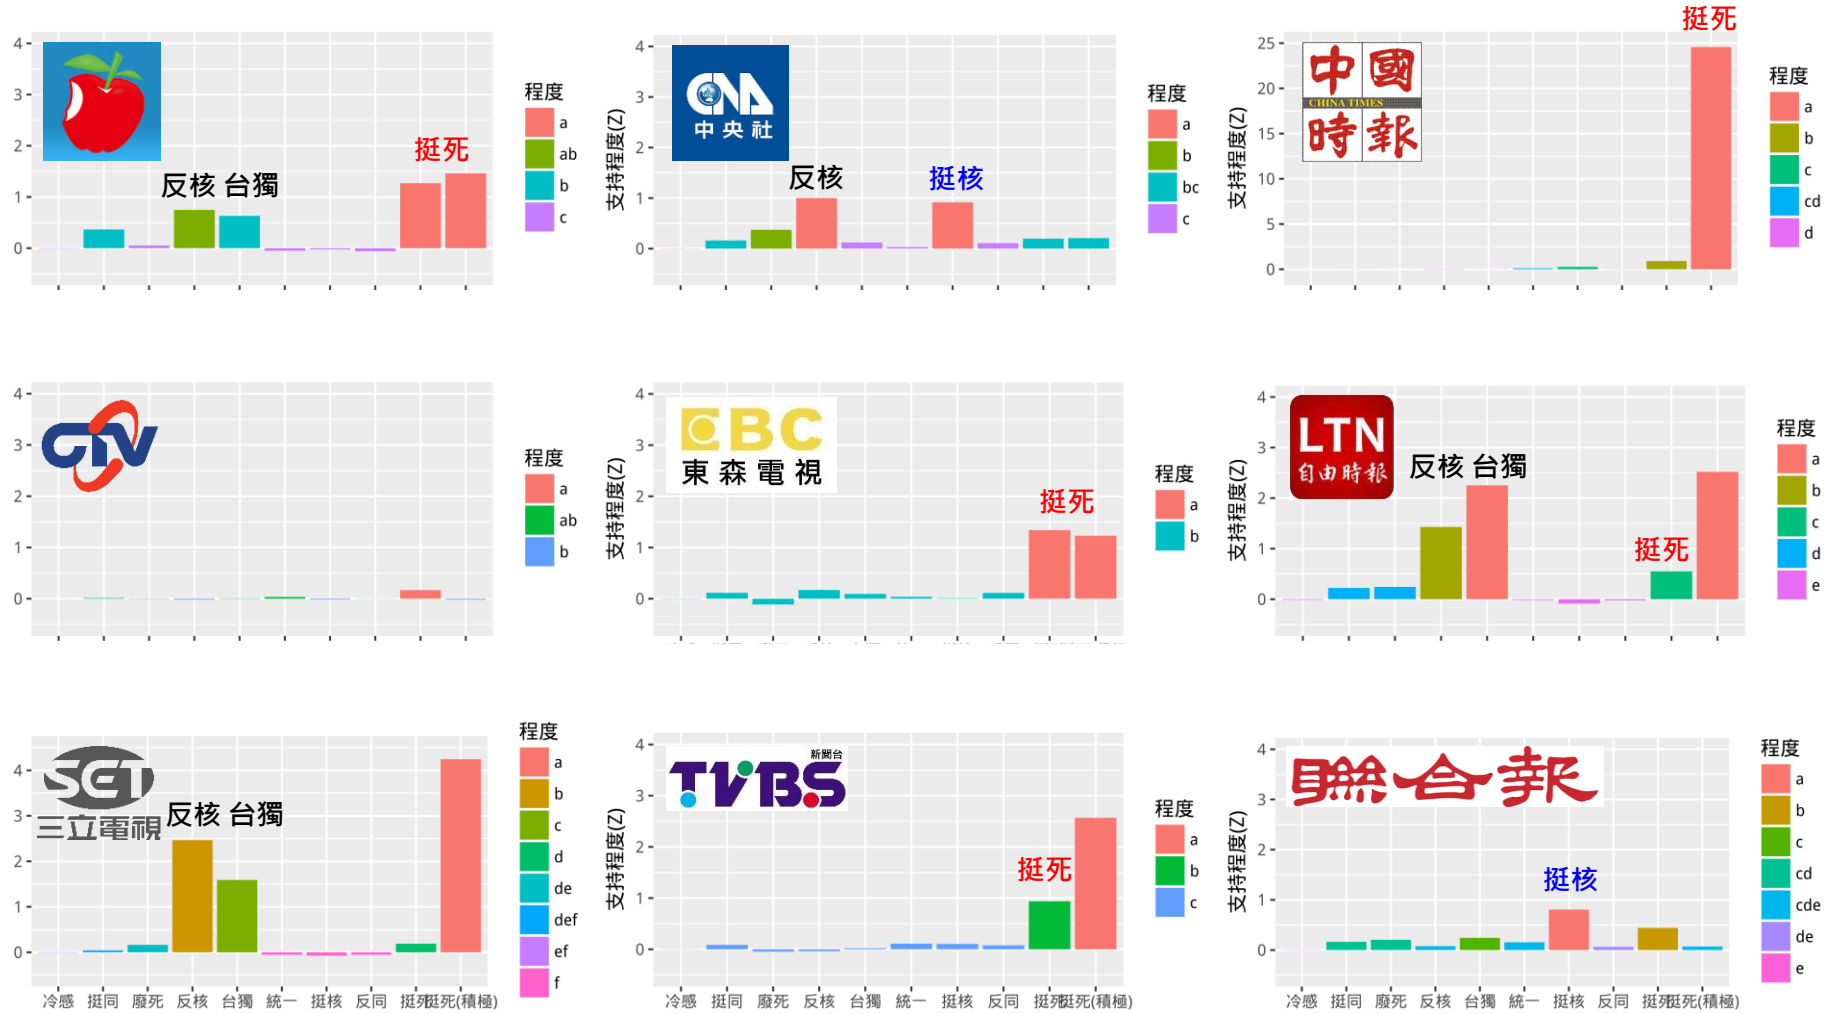 挺死
4
3
2
1
0
反核 台獨
挺死
程度
a
ab
b
c
支持程度(Z)
4
3
2
1
0
CNA
中央社
反核
挺核
程度
a
b
bc
c
支持程度(Z)
25
20
15
10
5
0
中國
CHINA TIMES
時報
程度
a
b
c
cd
d
4
3
2
1
0
CTV
程度
a
ab
b
支持程度(Z)
4
3
2
1
0
EBC
東森電視
挺死
程度
a
b
支持程度(Z)
4
3
2
1
0
LTN
自由時報
反核 台獨
挺死
程度
a
b
c
d
e
4
3
2
1
0
SET
三立電視
反核 台獨
程度
a
b
c
d
de
def
ef
f
冷感 挺同 廢死 反核 台獨 統一 挺核 反同 挺死 挺死(積極)
支持程度(Z)
4
3
2
1
0
新聞台
TVBS
挺死
程度
a
b
c
冷感 挺同 廢死 反核 台獨 統一 挺核 反同 挺死 挺死(積極)
支持程度(Z)
4
3
2
1
0
聯合報
挺核
程度
a
b
c
cd
cde
de
e
冷感 挺同 廢死 反核 台獨 統一 挺核 反同 挺死 挺死(積極)